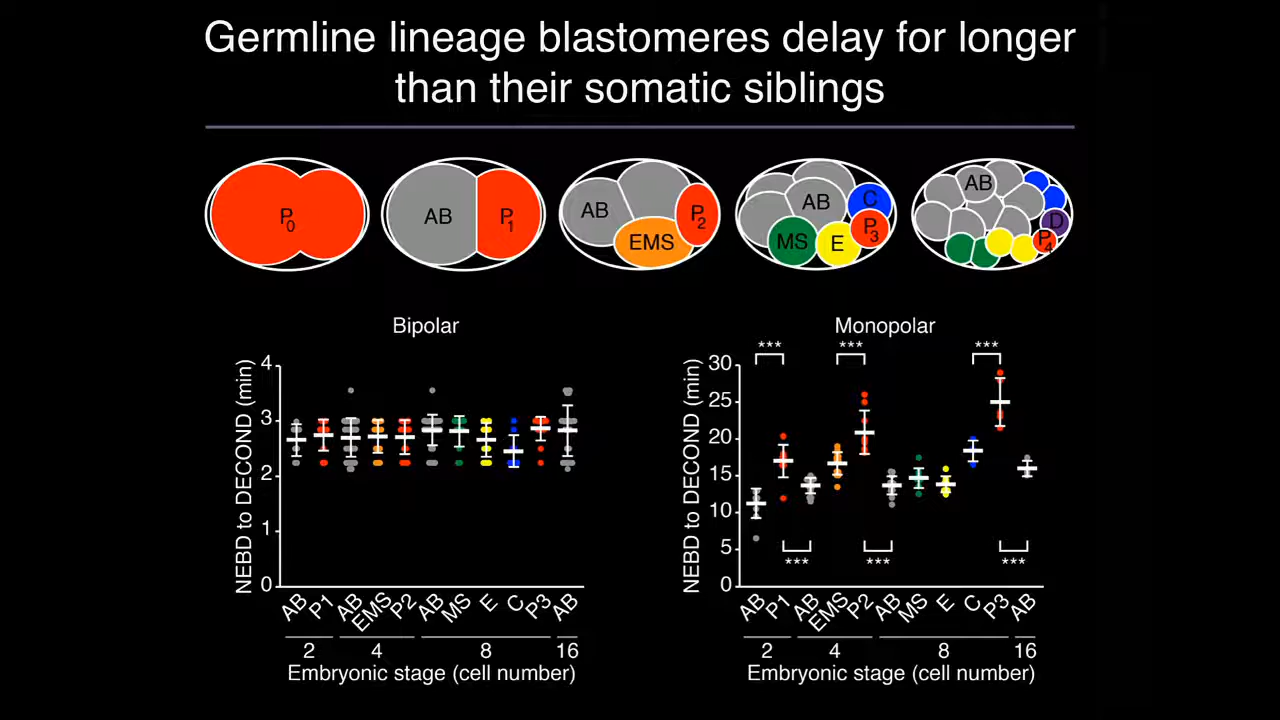 Germline lineage blastomeres delay for longer
than their somatic siblings
P0
AB P1
AB EMS P2
AB C P3 MS E
AB D P4
Bipolar
NEBD to DECOND (min)
4
3
2
1
0
AB P1 AB EMS P2 AB MS E C P3 AB
2 4 8 16
Embryonic stage (cell number)
Monopolar
*** *** ***
NEBD to DECOND (min)
30
25
20
15
10
5
0
*** *** ***
AB P1 AB EMS P2 AB MS E C P3 AB
2 4 8 16
Embryonic stage (cell number)